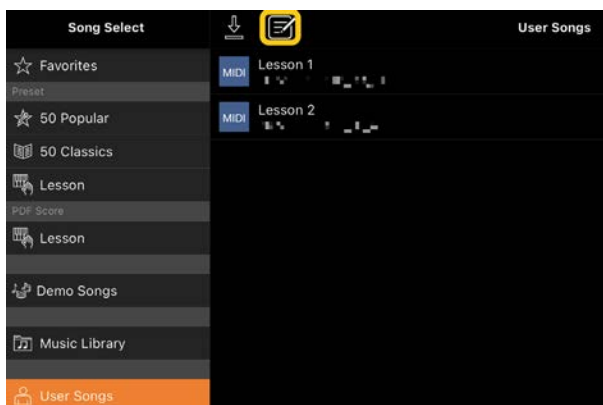 Song Select
User Songs
Favorites
Preset
50 Popular
50 Classics
Lesson
PDF Score
Lesson
Demo Songs
Music Library
User Songs
MIDI
Lesson 1
MIDI
Lesson 2